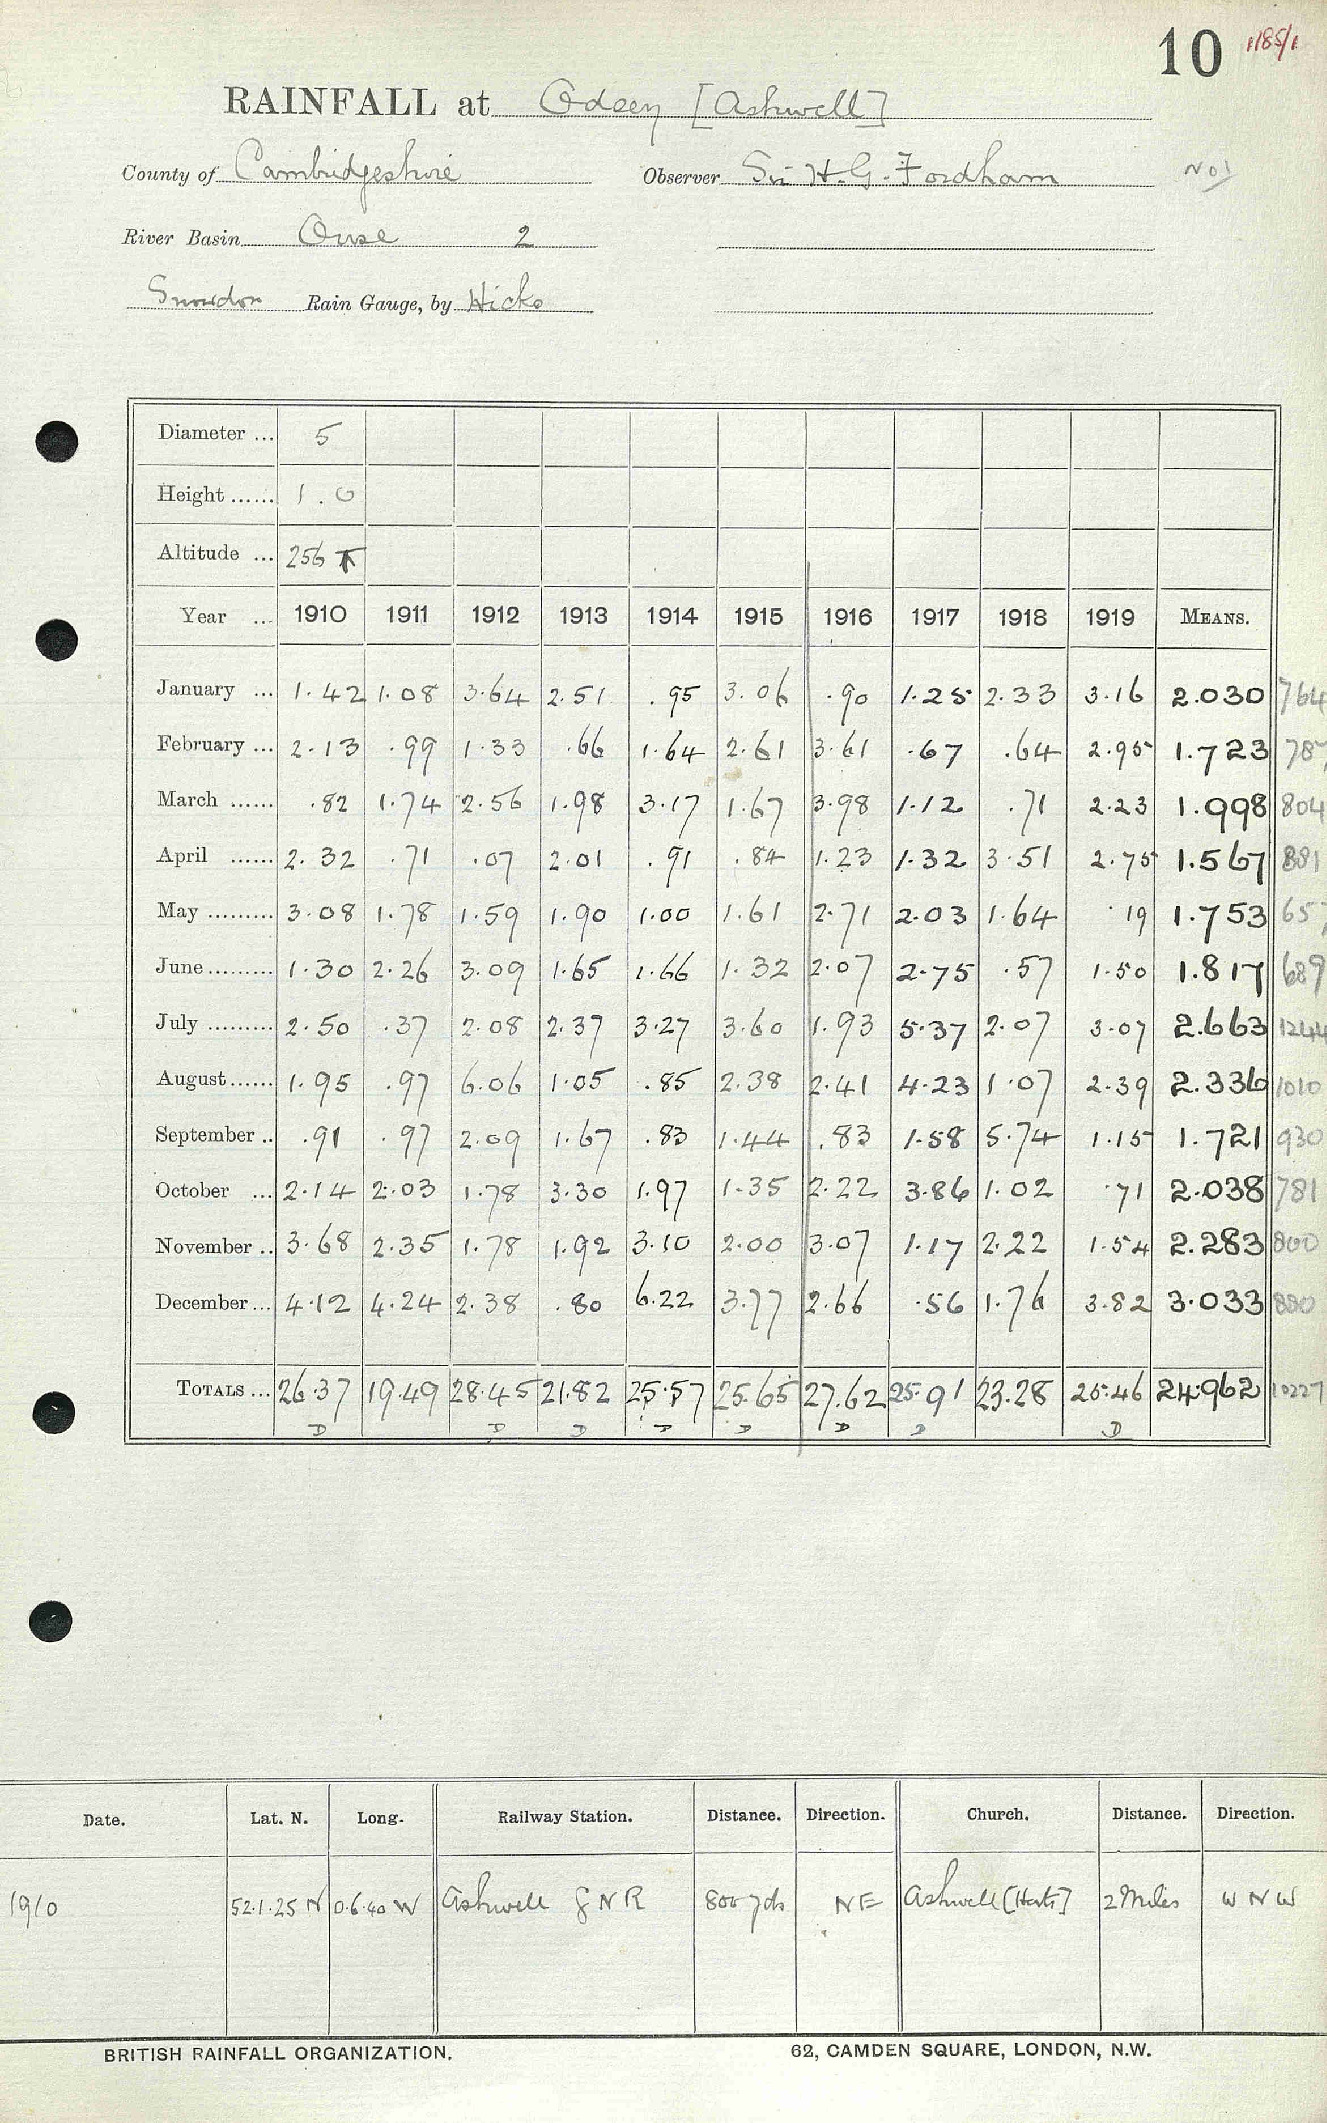 10 1185/1
RAINFALL at Odsey [Ashwell]
County of Cambridgeshire Observer Sir H. G. Fordham No 1
River Basin Ouse 2
Snowdon Rain Gauge, by Hicks
Diameter ... 5
Height ...... 1.0
Altitude ... 256
Year ... 1910 1911 1912 1913 1914 1915 1916 1917 1918 1919 MEANS.
January ... 1.42 1.08 3.64 2.51 .95 3.06 .90 1.25 2.33 3.16 2.030 764
February ... 2.13 .99 1.33 .66 1.64 2.61 3.61 .67 .64 2.95 1.723 787
March ...... .82 1.74 2.56 1.98 3.17 1.67 3.98 1.12 .71 2.23 1.998 804
April ...... 2.32 .71 .07 2.01 .91 .84 1.23 1.32 3.51 2.75 1.567 881
May ......... 3.08 1.78 1.59 1.90 1.00 1.61 2.71 2.03 1.64 .19 1.753 657
June ......... 1.30 2.26 3.09 1.65 1.66 1.32 2.07 2.75 .57 1.50 1.817 689
July ......... 2.50 .37 2.08 2.37 3.27 3.60 1.93 5.37 2.07 3.07 2.663 1244
August ...... 1.95 .97 6.06 1.05 .85 2.38 2.41 4.23 1.07 2.39 2.336 1010
September .. .91 .97 2.09 1.67 .83 1.44 .83 1.58 5.74 1.15 1.721 930
October ... 2.14 2.03 1.78 3.30 1.97 1.35 2.22 3.86 1.02 .71 2.038 781
November .. 3.68 2.35 1.78 1.92 3.10 2.00 3.07 1.17 2.22 1.54 2.283 800
December ... 4.12 4.24 2.38 .80 6.22 3.77 2.66 .56 1.76 3.82 3.033 880
TOTALS ... 26.37 19.49 28.45 21.82 25.57 25.65 27.62 25.91 23.28 25.46 24.962 10227
D D D D D D D D
Date. Lat. N. Long. Railway Station. Distance. Direction. Church. Distance. Direction.
1910 52.1.25 N 0.6.40 W Ashwell G N R 800 yds NE Ashwell [Herts] 2 Miles W N W
BRITISH RAINFALL ORGANIZATION. 62, CAMDEN SQUARE, LONDON, N.W.